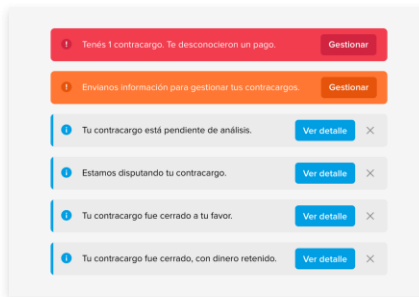 Tenés 1 contracargo. Te desconocieron un pago. Gestionar
Envianos información para gestionar tus contracargos. Gestionar
Tu contracargo está pendiente de análisis. Ver detalle
Estamos disputando tu contracargo. Ver detalle
Tu contracargo fue cerrado a tu favor. Ver detalle
Tu contracargo fue cerrado, con dinero retenido. Ver detalle